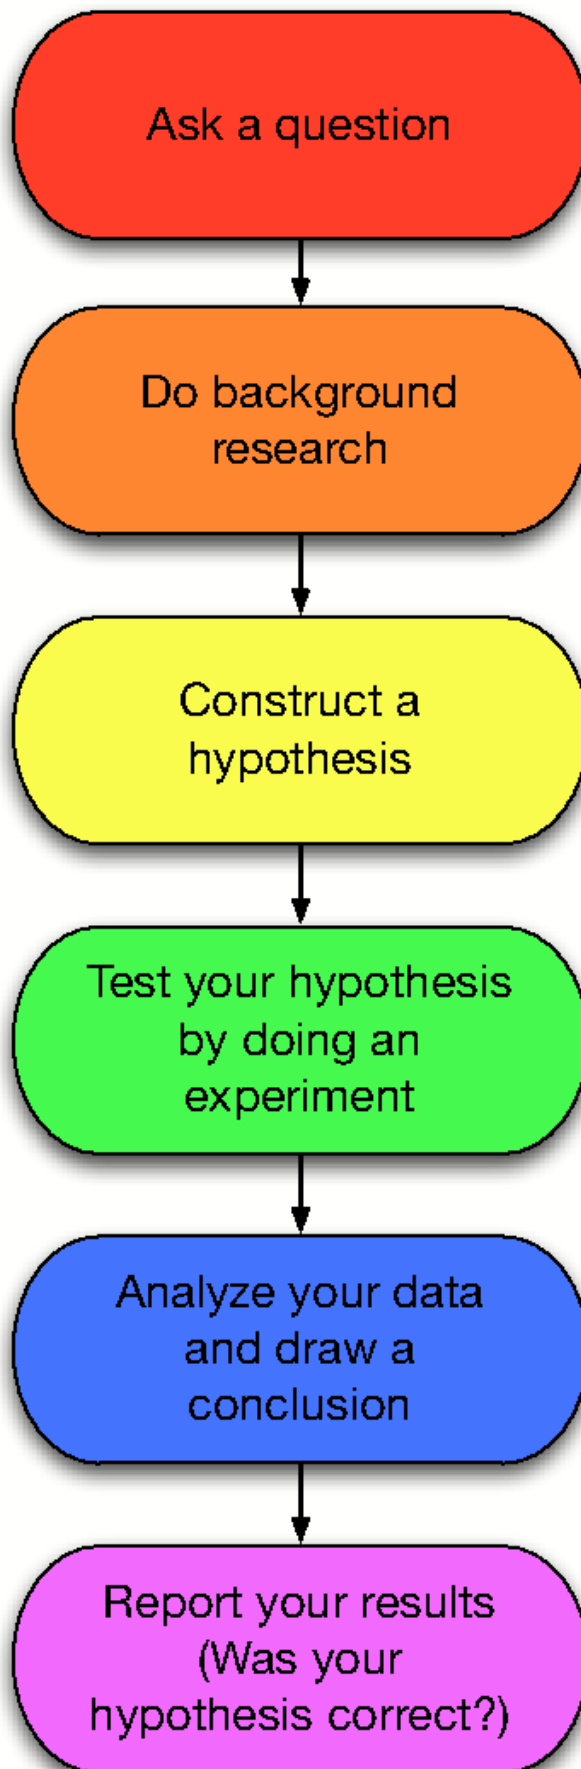 Ask a question
Do background
research
Construct a
hypothesis
Test your hypothesis
by doing an
experiment
Analyze your data
and draw a
conclusion
Report your results
(Was your
hypothesis correct?)